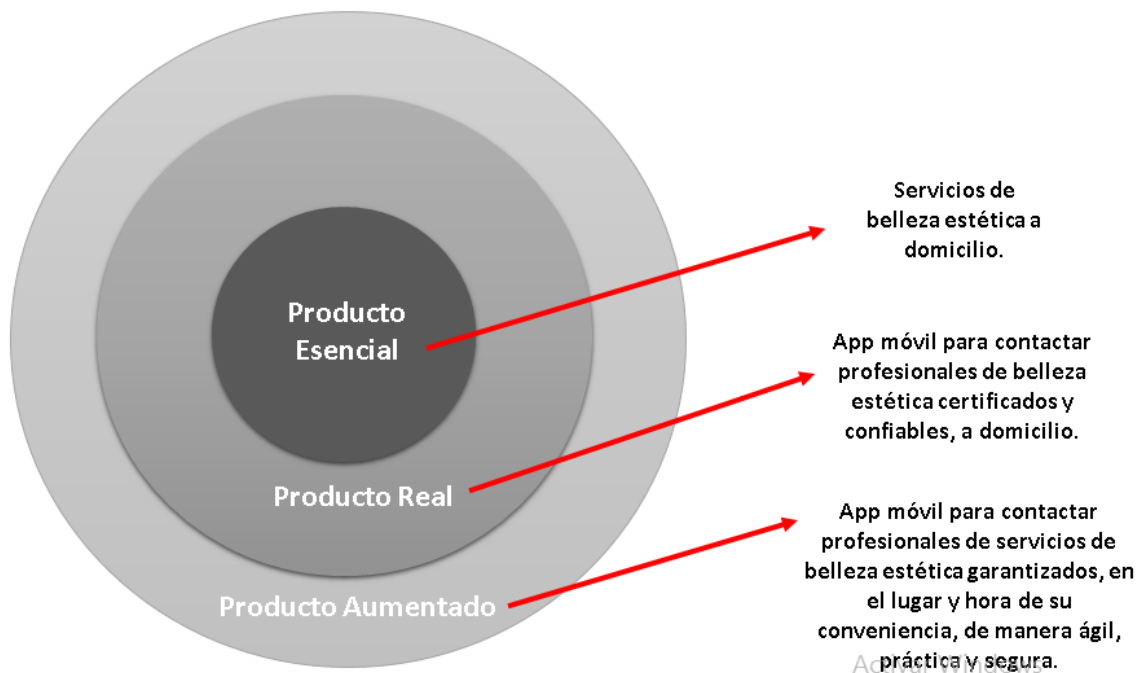 Servicios de
belleza estética a
domicilio.
Producto
Esencial
App móvil para contactar
profesionales de belleza
estética certificados y
confiables, a domicilio.
Producto Real
App móvil para contactar
profesionales de servicios de
belleza estética garantizados, en
el lugar y hora de su
conveniencia, de manera ágil,
práctica y segura.
Producto Aumentado
Activar Windows